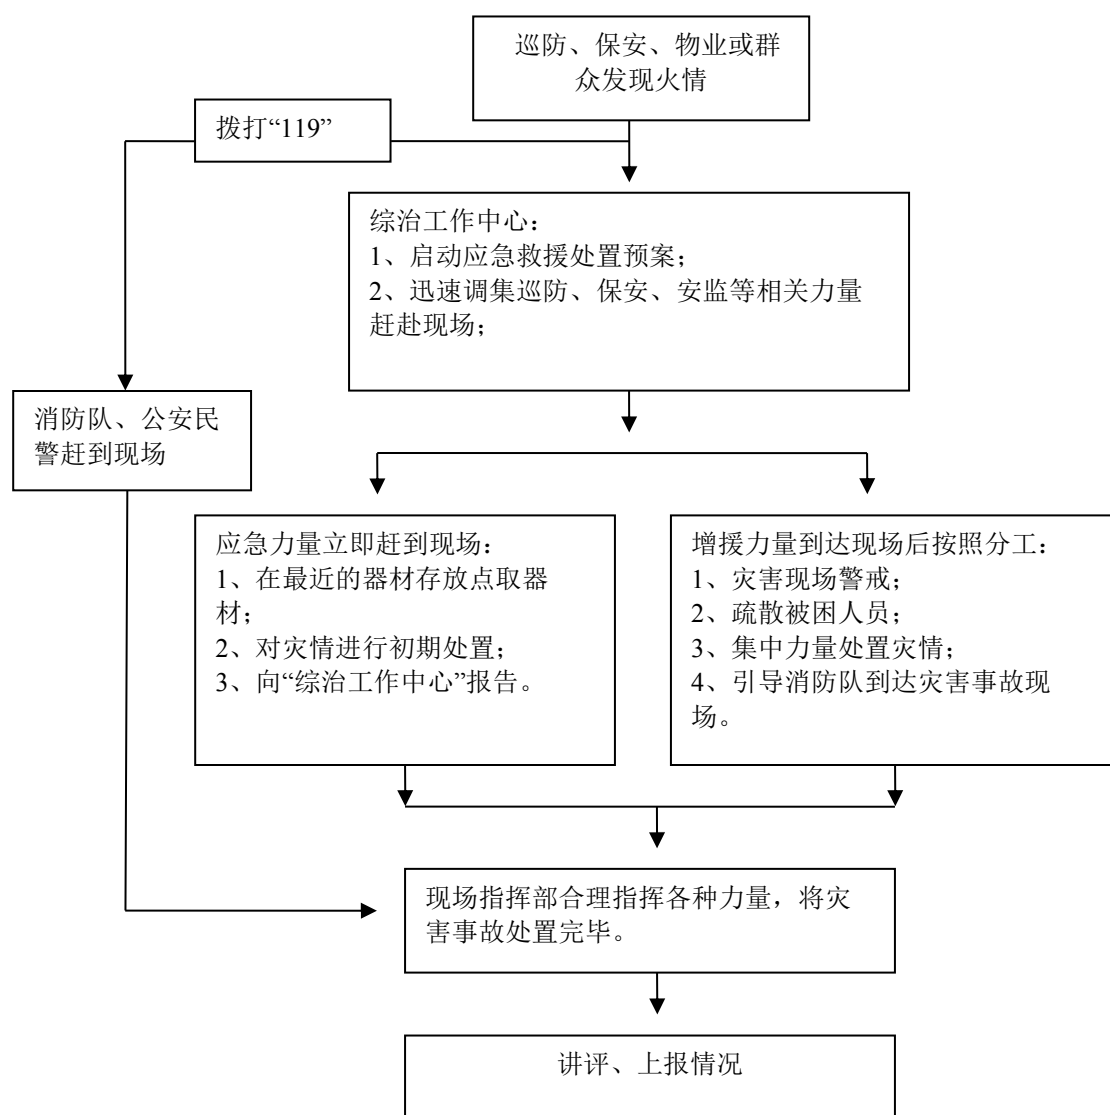 巡防、保安、物业或群
众发现火情
拨打“119”
综治工作中心：
1、启动应急救援处置预案；
2、迅速调集巡防、保安、安监等相关力量
赶赴现场；
消防队、公安民
警赶到现场
应急力量立即赶到现场：
1、在最近的器材存放点取器
材；
2、对灾情进行初期处置；
3、向“综治工作中心”报告。
增援力量到达现场后按照分工：
1、灾害现场警戒；
2、疏散被困人员；
3、集中力量处置灾情；
4、引导消防队到达灾害事故现
场。
现场指挥部合理指挥各种力量，将灾
害事故处置完毕。
讲评、上报情况